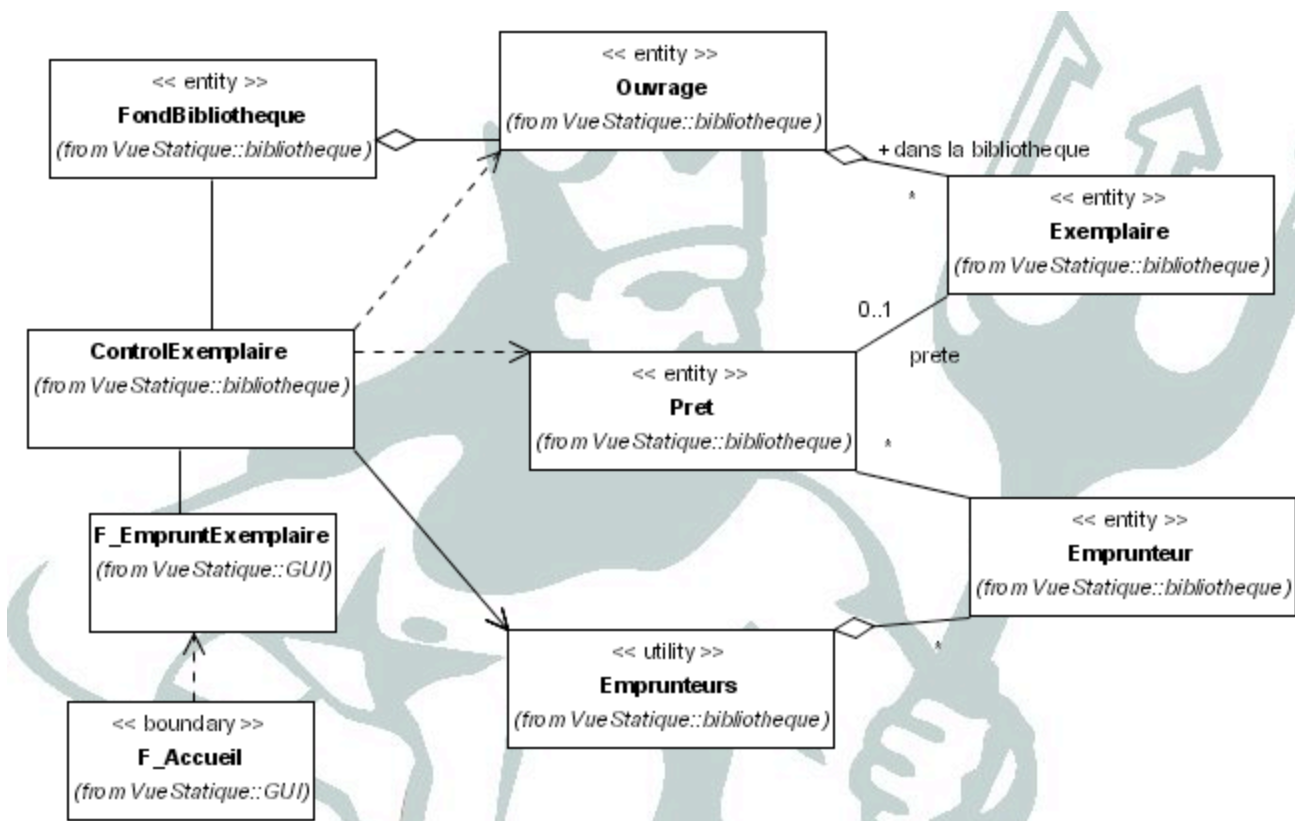 << entity >>
FondBibliotheque
(from VueStatique::bibliotheque)
<< entity >>
Ouvrage
(from VueStatique::bibliotheque)
+ dans la bibliotheque
*
<< entity >>
Exemplaire
(from VueStatique::bibliotheque)
0..1
prete
ControlExemplaire
(from VueStatique::bibliotheque)
<< entity >>
Pret
(from VueStatique::bibliotheque)
*
<< entity >>
Emprunteur
(from VueStatique::bibliotheque)
F_EmpruntExemplaire
(from VueStatique::GUI)
<< utility >>
Emprunteurs
(from VueStatique::bibliotheque)
*
<< boundary >>
F_Accueil
(from VueStatique::GUI)